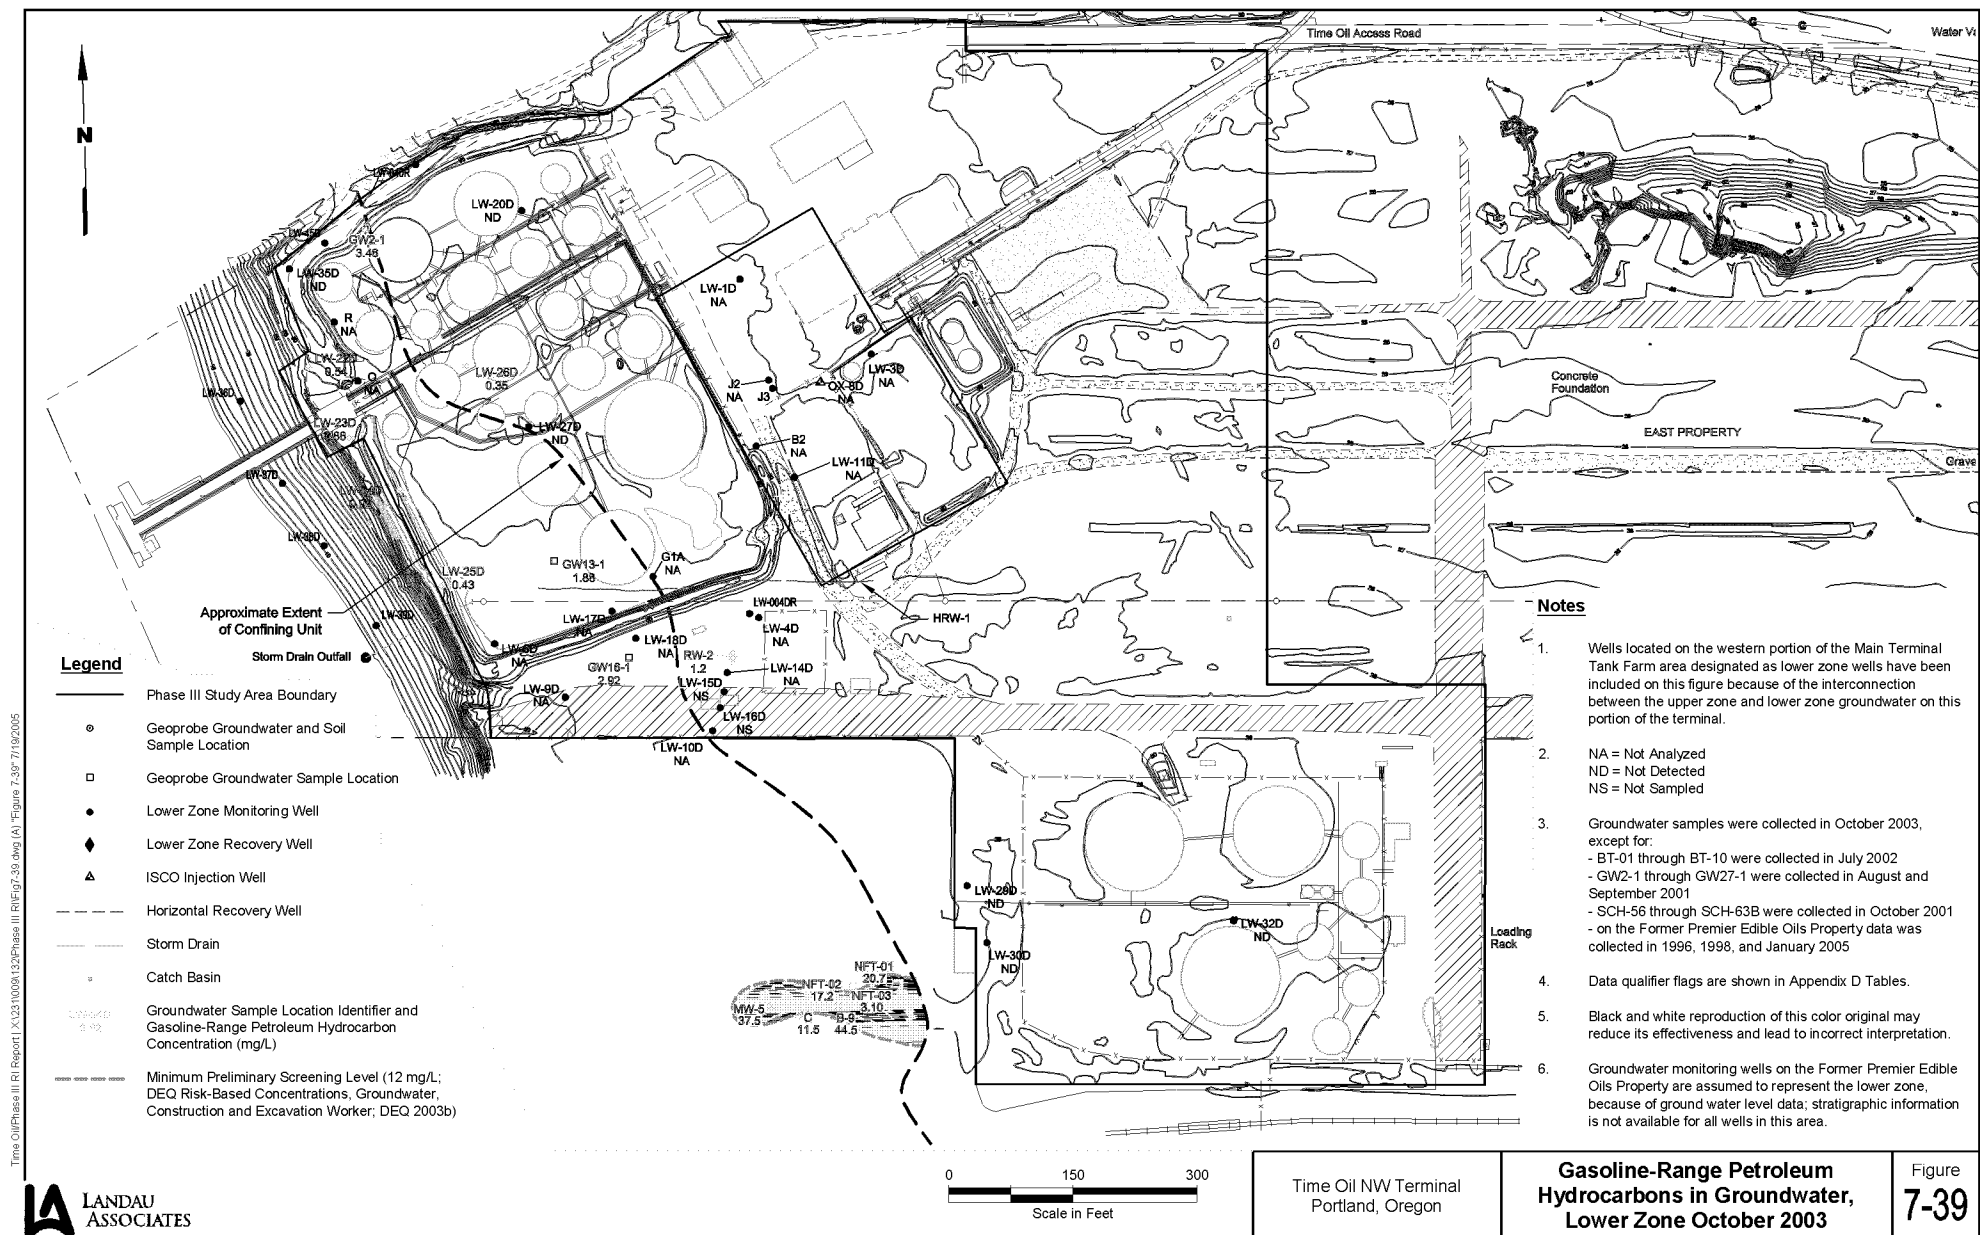 Time Oil Access Road
N
LW-20D
ND
GW2-1
3.48
LW-35D
ND
R
NA
LW-1D
NA
LW-26D
0.35
Q
NA
LW-36D
LW-23D
LW-27D
ND
J2
NA
J3
OX-8D
NA
LW-3D
NA
B2
NA
LW-11D
NA
Concrete
Foundation
EAST PROPERTY
LW-37D
LW-38D
LW-25D
0.43
GW13-1
1.88
G1A
NA
LW-39D
Approximate Extent
of Confining Unit
Storm Drain Outfall
LW-17D
NA
LW-004DR
LW-4D
NA
HRW-1
LW-18D
NA
GW16-1
2.92
RW-2
1.2
LW-14D
NA
LW-15D
NS
LW-9D
NA
LW-16D
NS
LW-10D
NA
LW-29D
ND
LW-32D
ND
LW-30D
ND
Loading
Rack
NFT-01
20.7
NFT-02
17.2
NFT-03
3.10
MW-5
37.5
C
11.5
B-9
44.5
Legend
Phase III Study Area Boundary
Geoprobe Groundwater and Soil
Sample Location
Geoprobe Groundwater Sample Location
Lower Zone Monitoring Well
Lower Zone Recovery Well
ISCO Injection Well
Horizontal Recovery Well
Storm Drain
Catch Basin
Groundwater Sample Location Identifier and
Gasoline-Range Petroleum Hydrocarbon
Concentration (mg/L)
Minimum Preliminary Screening Level (12 mg/L;
DEQ Risk-Based Concentrations, Groundwater,
Construction and Excavation Worker; DEQ 2003b)
Notes
1. Wells located on the western portion of the Main Terminal
Tank Farm area designated as lower zone wells have been
included on this figure because of the interconnection
between the upper zone and lower zone groundwater on this
portion of the terminal.
2. NA = Not Analyzed
ND = Not Detected
NS = Not Sampled
3. Groundwater samples were collected in October 2003,
except for:
- BT-01 through BT-10 were collected in July 2002
- GW2-1 through GW27-1 were collected in August and
September 2001
- SCH-56 through SCH-63B were collected in October 2001
- on the Former Premier Edible Oils Property data was
collected in 1996, 1998, and January 2005
4. Data qualifier flags are shown in Appendix D Tables.
5. Black and white reproduction of this color original may
reduce its effectiveness and lead to incorrect interpretation.
6. Groundwater monitoring wells on the Former Premier Edible
Oils Property are assumed to represent the lower zone,
because of ground water level data; stratigraphic information
is not available for all wells in this area.
LANDAU
ASSOCIATES
0 150 300
Scale in Feet
Time Oil NW Terminal
Portland, Oregon
Gasoline-Range Petroleum
Hydrocarbons in Groundwater,
Lower Zone October 2003
Figure
7-39